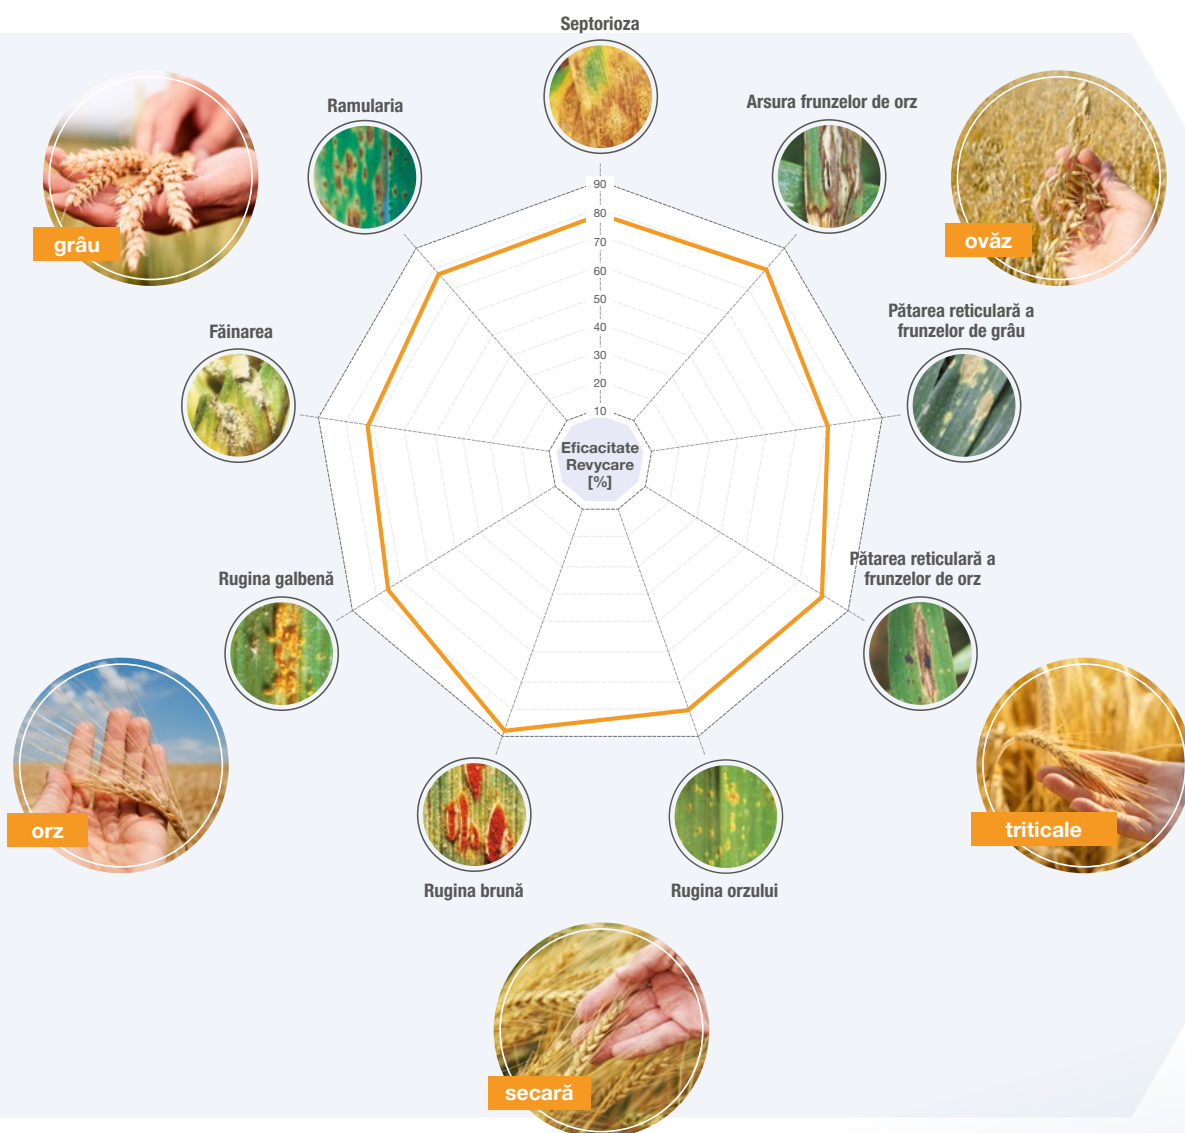 Septorioza
Ramularia
Arsura frunzelor de orz
grâu
ovăz
90
80
70
60
50
40
30
20
10
Pătarea reticulară a
frunzelor de grâu
Făinarea
Eficacitate
Revycare
[%]
Pătarea reticulară a
frunzelor de orz
Rugina galbenă
orz
triticale
Rugina brună
Rugina orzului
secară